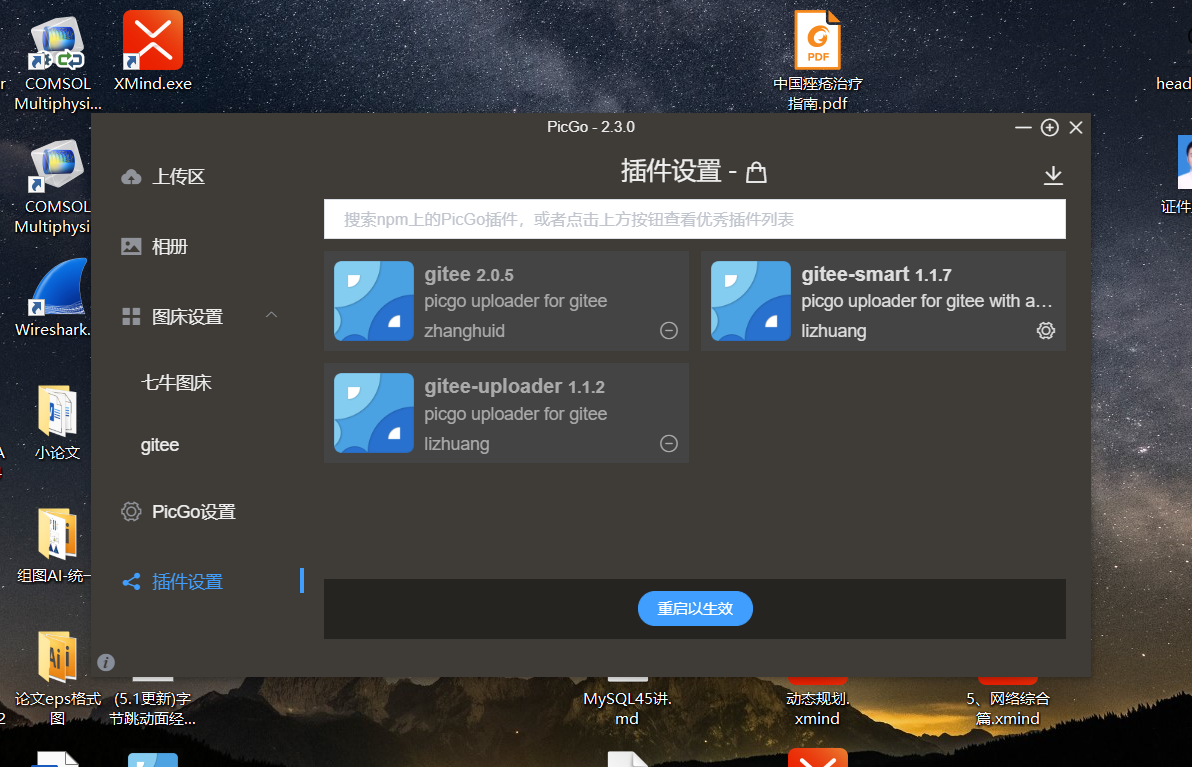 COMSOL
Multiphysi...
XMind.exe
中国痤疮治疗
指南.pdf
PDF
head
COMSOL
Multiphysi
证件
Wireshark.
小论文
组图AI-统一
论文eps格式
图
(5.1更新)字
节跳动面经...
MySQL45讲.
md
动态规划.
xmind
5、网络综合
篇.xmind
PicGo - 2.3.0
上传区
相册
图床设置
七牛图床
gitee
PicGo设置
插件设置
插件设置 -
搜索npm上的PicGo插件，或者点击上方按钮查看优秀插件列表
gitee 2.0.5
picgo uploader for gitee
zhanghuid
gitee-smart 1.1.7
picgo uploader for gitee with a…
lizhuang
gitee-uploader 1.1.2
picgo uploader for gitee
lizhuang
重启以生效